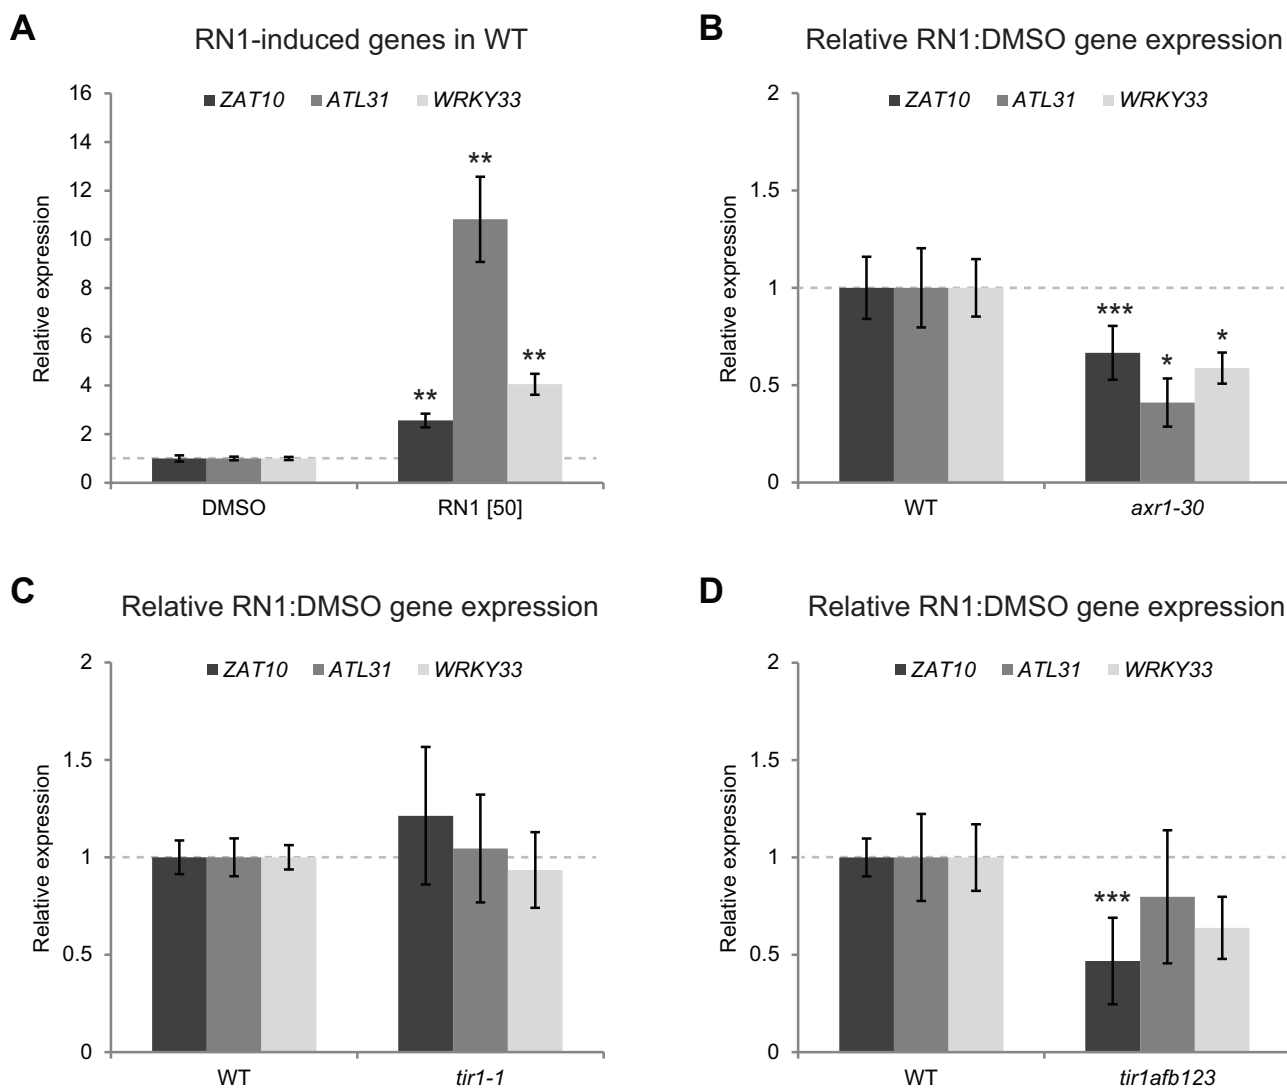 A
RN1-induced genes in WT
ZAT10 ATL31 WRKY33
Relative expression
16
14
12
10
8
6
4
2
0
** ** **
DMSO RN1 [50]
B
Relative RN1:DMSO gene expression
ZAT10 ATL31 WRKY33
Relative expression
2
1.5
1
0.5
0
*** * *
WT axr1-30
C
Relative RN1:DMSO gene expression
ZAT10 ATL31 WRKY33
Relative expression
2
1.5
1
0.5
0
WT tir1-1
D
Relative RN1:DMSO gene expression
ZAT10 ATL31 WRKY33
Relative expression
2
1.5
1
0.5
0
***
WT tir1afb123